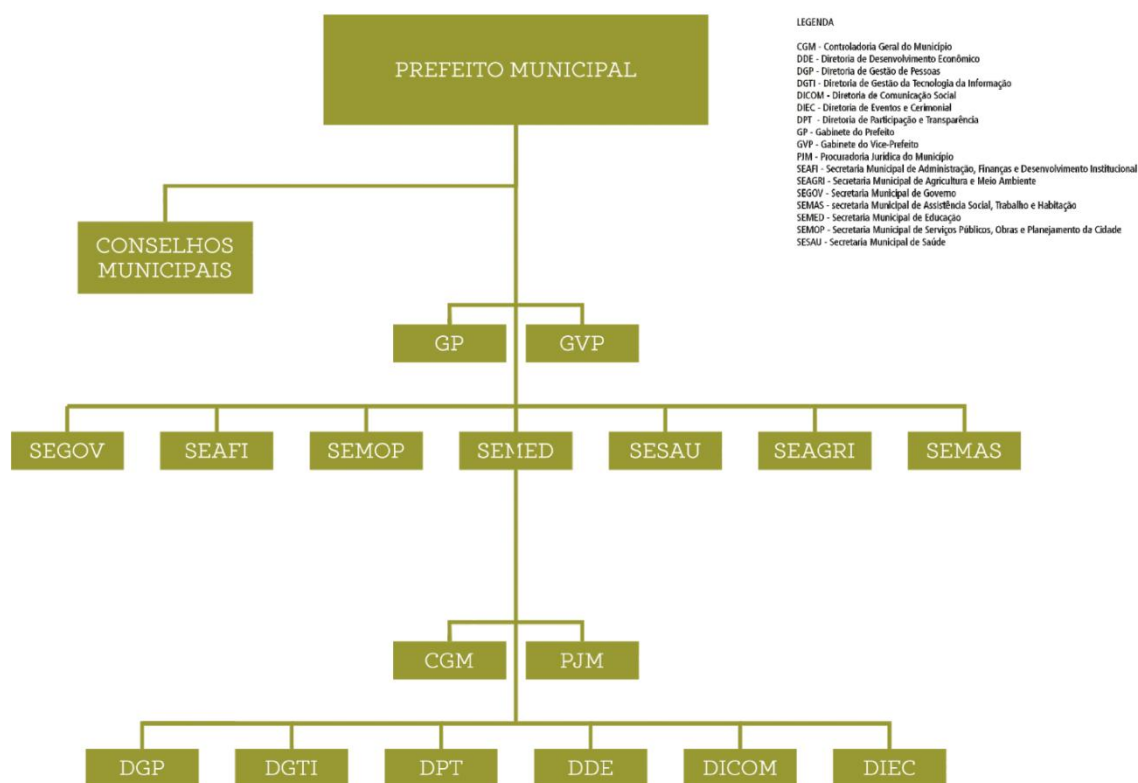 PREFEITO MUNICIPAL
LEGENDA
CGM - Controladoria Geral do Município
DDE - Diretoria de Desenvolvimento Econômico
DGP - Diretoria de Gestão de Pessoas
DGTI - Diretoria de Gestão da Tecnologia da Informação
DICOM - Diretoria de Comunicação Social
DIEC - Diretoria de Eventos e Cerimonial
DPT - Diretoria de Participação e Transparência
GP - Gabinete do Prefeito
GVP - Gabinete do Vice-Prefeito
PJM - Procuradoria Jurídica do Município
SEAFI - Secretaria Municipal de Administração, Finanças e Desenvolvimento Institucional
SEAGRI - Secretaria Municipal de Agricultura e Meio Ambiente
SEGOV - Secretaria Municipal de Governo
SEMAS - secretaria Municipal de Assistência Social, Trabalho e Habitação
SEMED - Secretaria Municipal de Educação
SEMOP - Secretaria Municipal de Serviços Públicos, Obras e Planejamento da Cidade
SESAU - Secretaria Municipal de Saúde
CONSELHOS
MUNICIPAIS
GP GVP
SEGOV SEAFI SEMOP SEMED SESAU SEAGRI SEMAS
CGM PJM
DGP DGTI DPT DDE DICOM DIEC